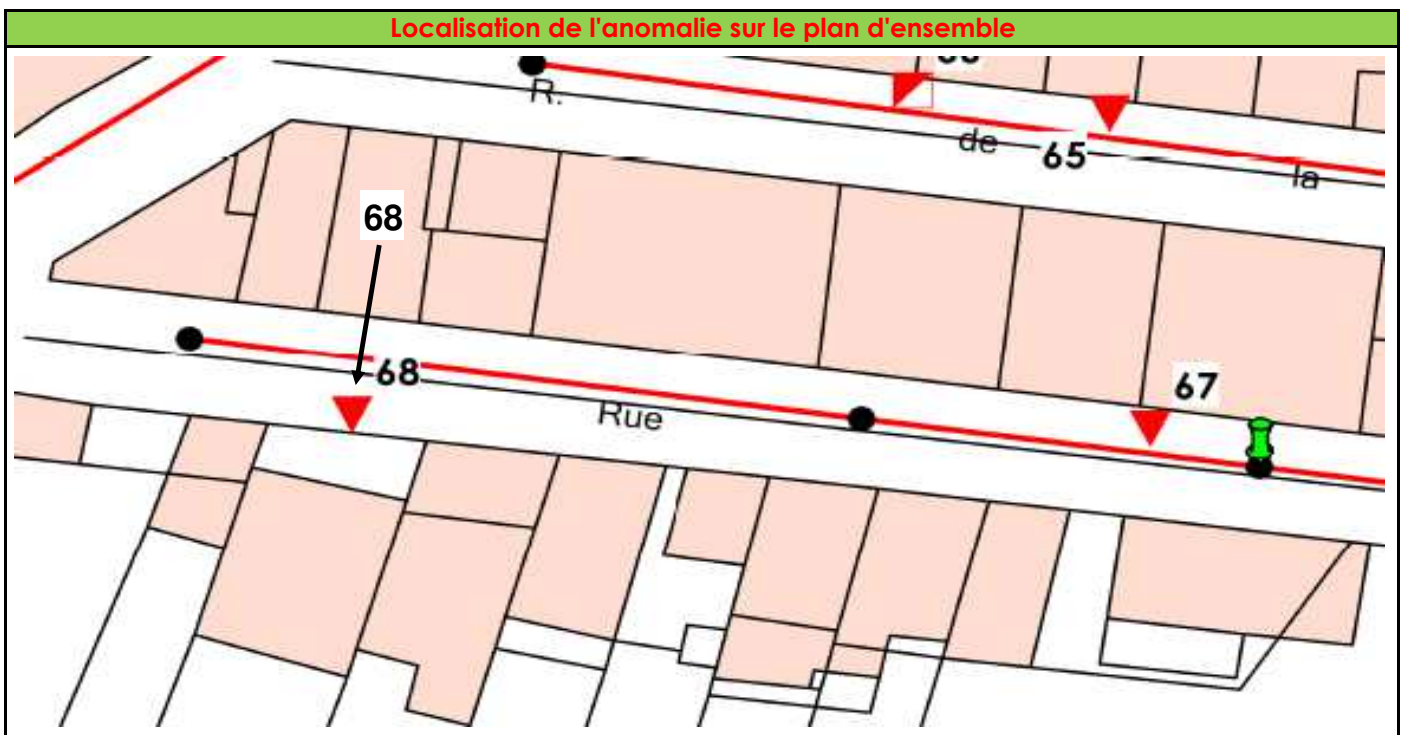 Localisation de l'anomalie sur le plan d'ensemble
R.
de
65
la
68
68
67
Rue